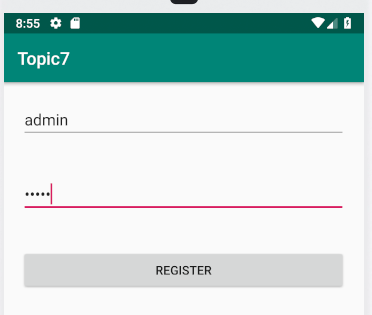 8:55
Topic7
admin
•••••
REGISTER